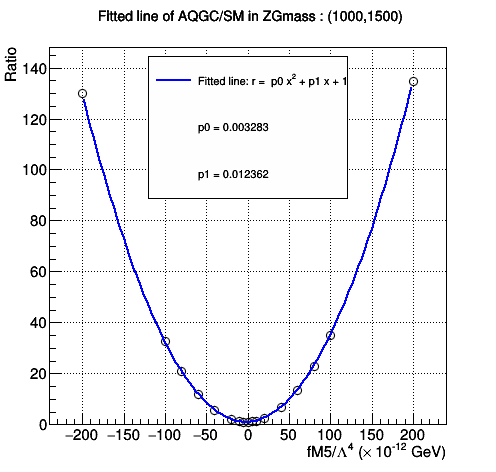 FItted line of AQGC/SM in ZGmass : (1000,1500)
Ratio
Fitted line: r = p0 x² + p1 x + 1
p0 = 0.003283
p1 = 0.012362
140
120
100
80
60
40
20
0
−200 −150 −100 −50 0 50 100 150 200
fM5/Λ⁴ (× 10⁻¹² GeV)